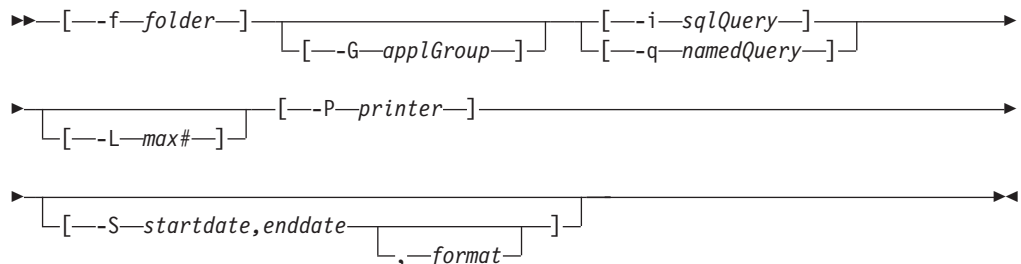 [ -f folder ] [ -i sqlQuery ]
[ -G applGroup ] [ -q namedQuery ]
[ -P printer ]
[ -L max# ]
[ -S startdate,enddate ]
, format